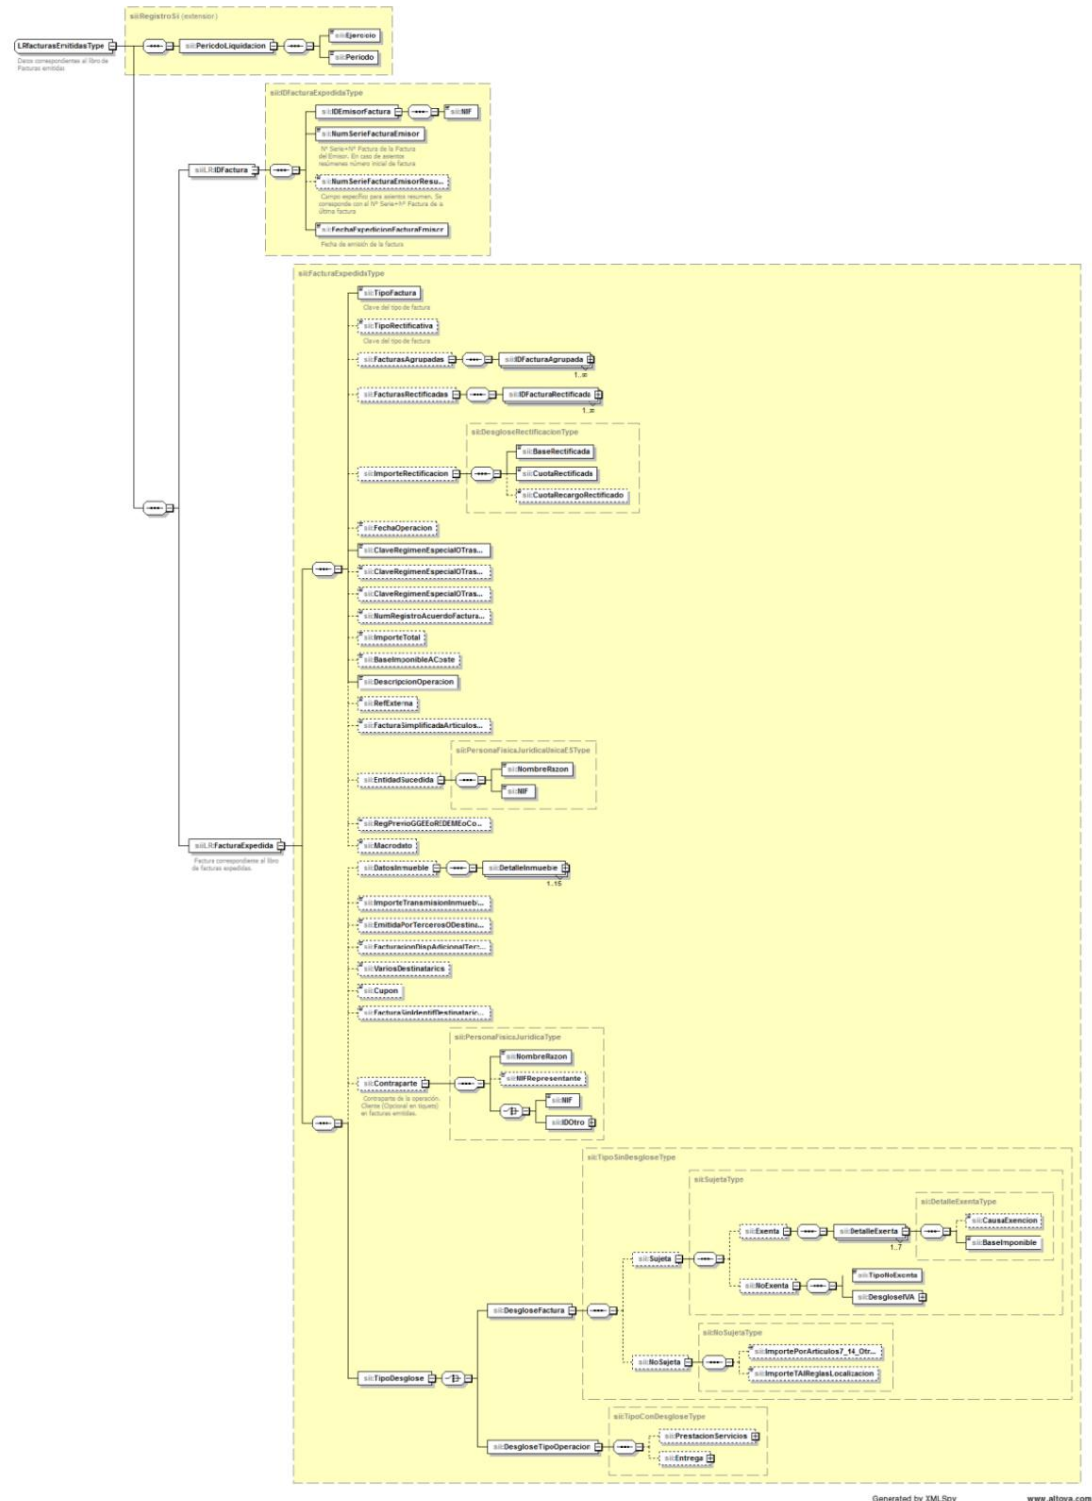 sii:RegistroSii (extension)
LRfacturasEmitidasType
Datos correspondientes al libro de
Facturas emitidas
sii:PeriodoLiquidacion
sii:Ejercicio
sii:Periodo
sii:IDFacturaExpedidaType
siiLR:IDFactura
sii:IDEmisorFactura
sii:NIF
sii:NumSerieFacturaEmisor
Nº Serie+Nº Factura de la Factura
del Emisor. En caso de asientos
resúmenes número inicial de factura
sii:NumSerieFacturaEmisorResu...
Campo específico para asientos resumen. Se
corresponde con el Nº Serie+Nº Factura de la
última factura
sii:FechaExpedicionFacturaEmisor
Fecha de emisión de la factura
sii:FacturaExpedidaType
sii:TipoFactura
Clave del tipo de factura
sii:TipoRectificativa
Clave del tipo de factura
sii:FacturasAgrupadas
sii:IDFacturaAgrupada
1..∞
sii:FacturasRectificadas
sii:IDFacturaRectificada
1..∞
sii:DesgloseRectificacionType
sii:ImporteRectificacion
sii:BaseRectificada
sii:CuotaRectificada
sii:CuotaRecargoRectificado
sii:FechaOperacion
sii:ClaveRegimenEspecialOTras...
sii:ClaveRegimenEspecialOTras...
sii:ClaveRegimenEspecialOTras...
sii:NumRegistroAcuerdoFactura...
sii:ImporteTotal
sii:BaseImponibleACoste
sii:DescripcionOperacion
sii:RefExterna
sii:FacturaSimplificadaArticulos...
sii:PersonaFisicaJuridicaUnicaESType
sii:EntidadSucedida
sii:NombreRazon
sii:NIF
sii:RegPrevioGGEEoREDEMEoCo...
sii:Macrodato
siiLR:FacturaExpedida
Factura correspondiente al libro
de facturas expedidas.
sii:DatosInmueble
sii:DetalleInmueble
1..15
sii:ImporteTransmisionInmuebl...
sii:EmitidaPorTercerosODestina...
sii:FacturacionDispAdicionalTerc...
sii:VariosDestinatarios
sii:Cupon
sii:FacturaSinIdentifDestinataric...
sii:PersonaFisicaJuridicaType
sii:Contraparte
Contraparte de la operación.
Cliente (Opcional en tiquets)
en facturas emitidas.
sii:NombreRazon
sii:NIFRepresentante
sii:NIF
sii:IDOtro
sii:TipoSinDesgloseType
sii:SujetaType
sii:DetalleExentaType
sii:Sujeta
sii:Exenta
sii:DetalleExenta
1..7
sii:CausaExencion
sii:BaseImponible
sii:NoExenta
sii:TipoNoExenta
sii:DesgloseIVA
sii:DesgloseFactura
sii:NoSujetaType
sii:NoSujeta
sii:ImportePorArticulos7_14_Otr...
sii:ImporteTAIReglasLocalizacion
sii:TipoDesglose
sii:TipoConDesgloseType
sii:DesgloseTipoOperacion
sii:PrestacionServicios
sii:Entrega
Generated by XMLSpy
www.altova.com